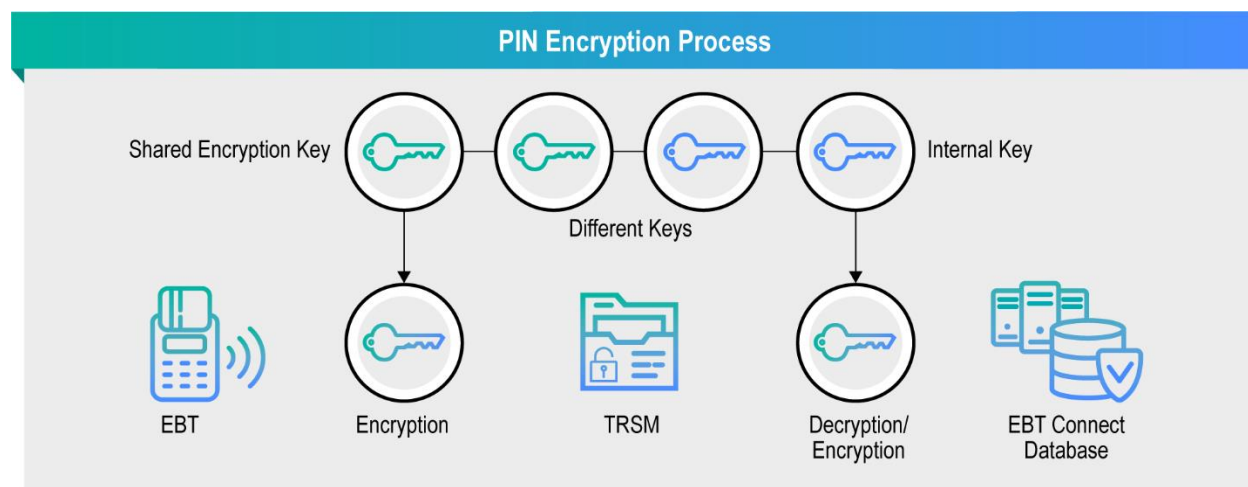 PIN Encryption Process
Shared Encryption Key
Internal Key
Different Keys
EBT
Encryption
TRSM
Decryption/
Encryption
EBT Connect
Database